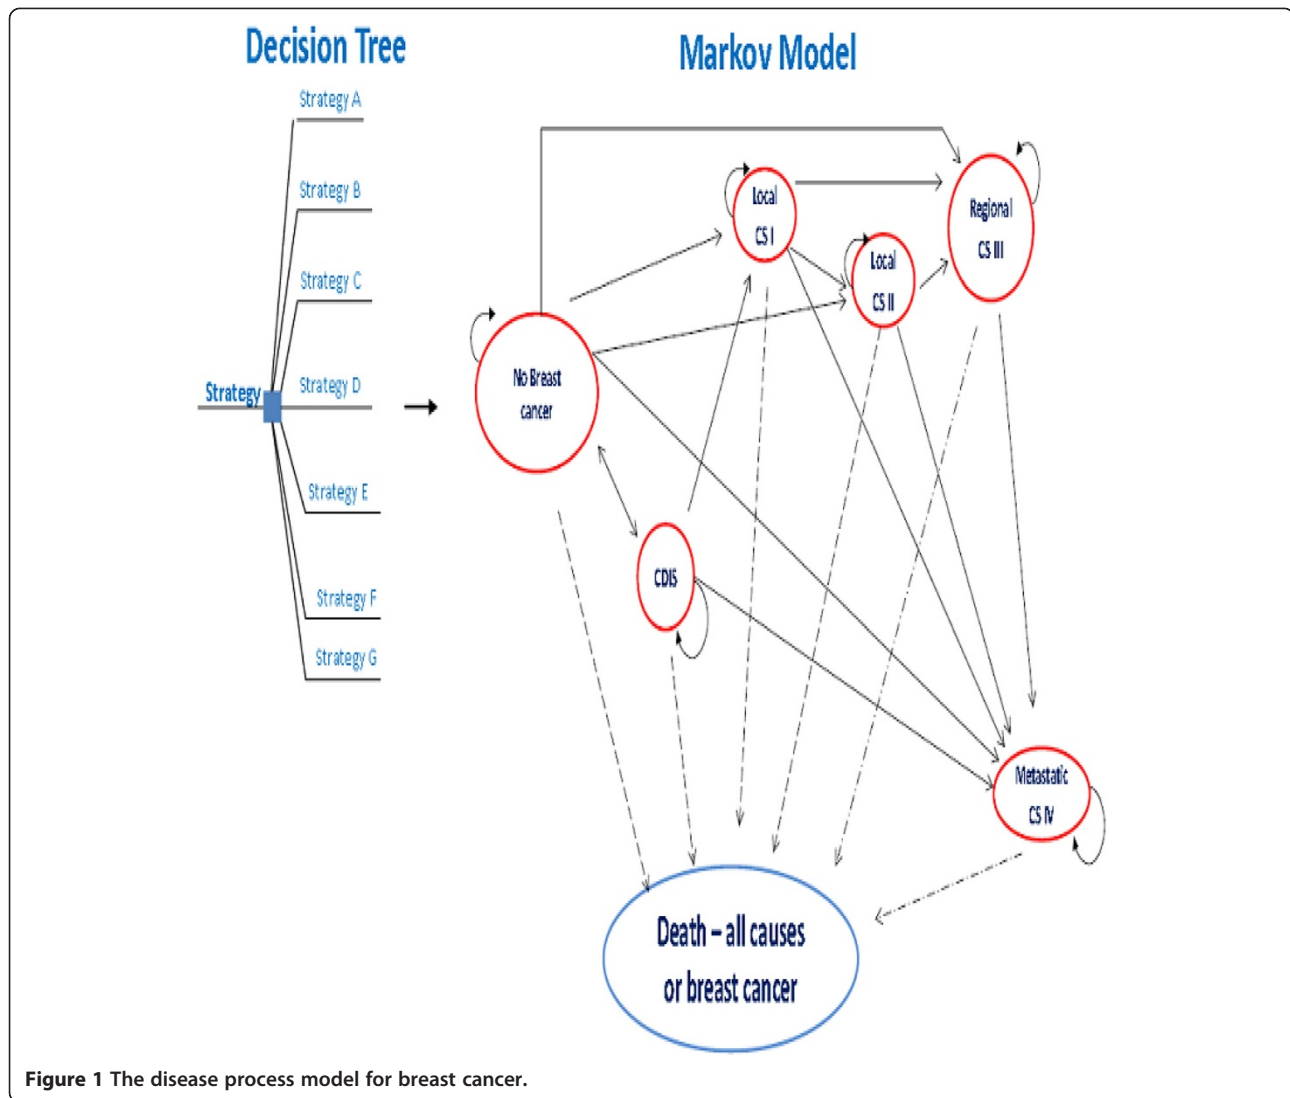 Decision Tree
Strategy A
Strategy B
Strategy C
Strategy
Strategy D
Strategy E
Strategy F
Strategy G
Markov Model
Local
CS I
Regional
CS III
Local
CS II
No Breast
cancer
CDIS
Metastatic
CS IV
Death – all causes
or breast cancer
Figure 1 The disease process model for breast cancer.